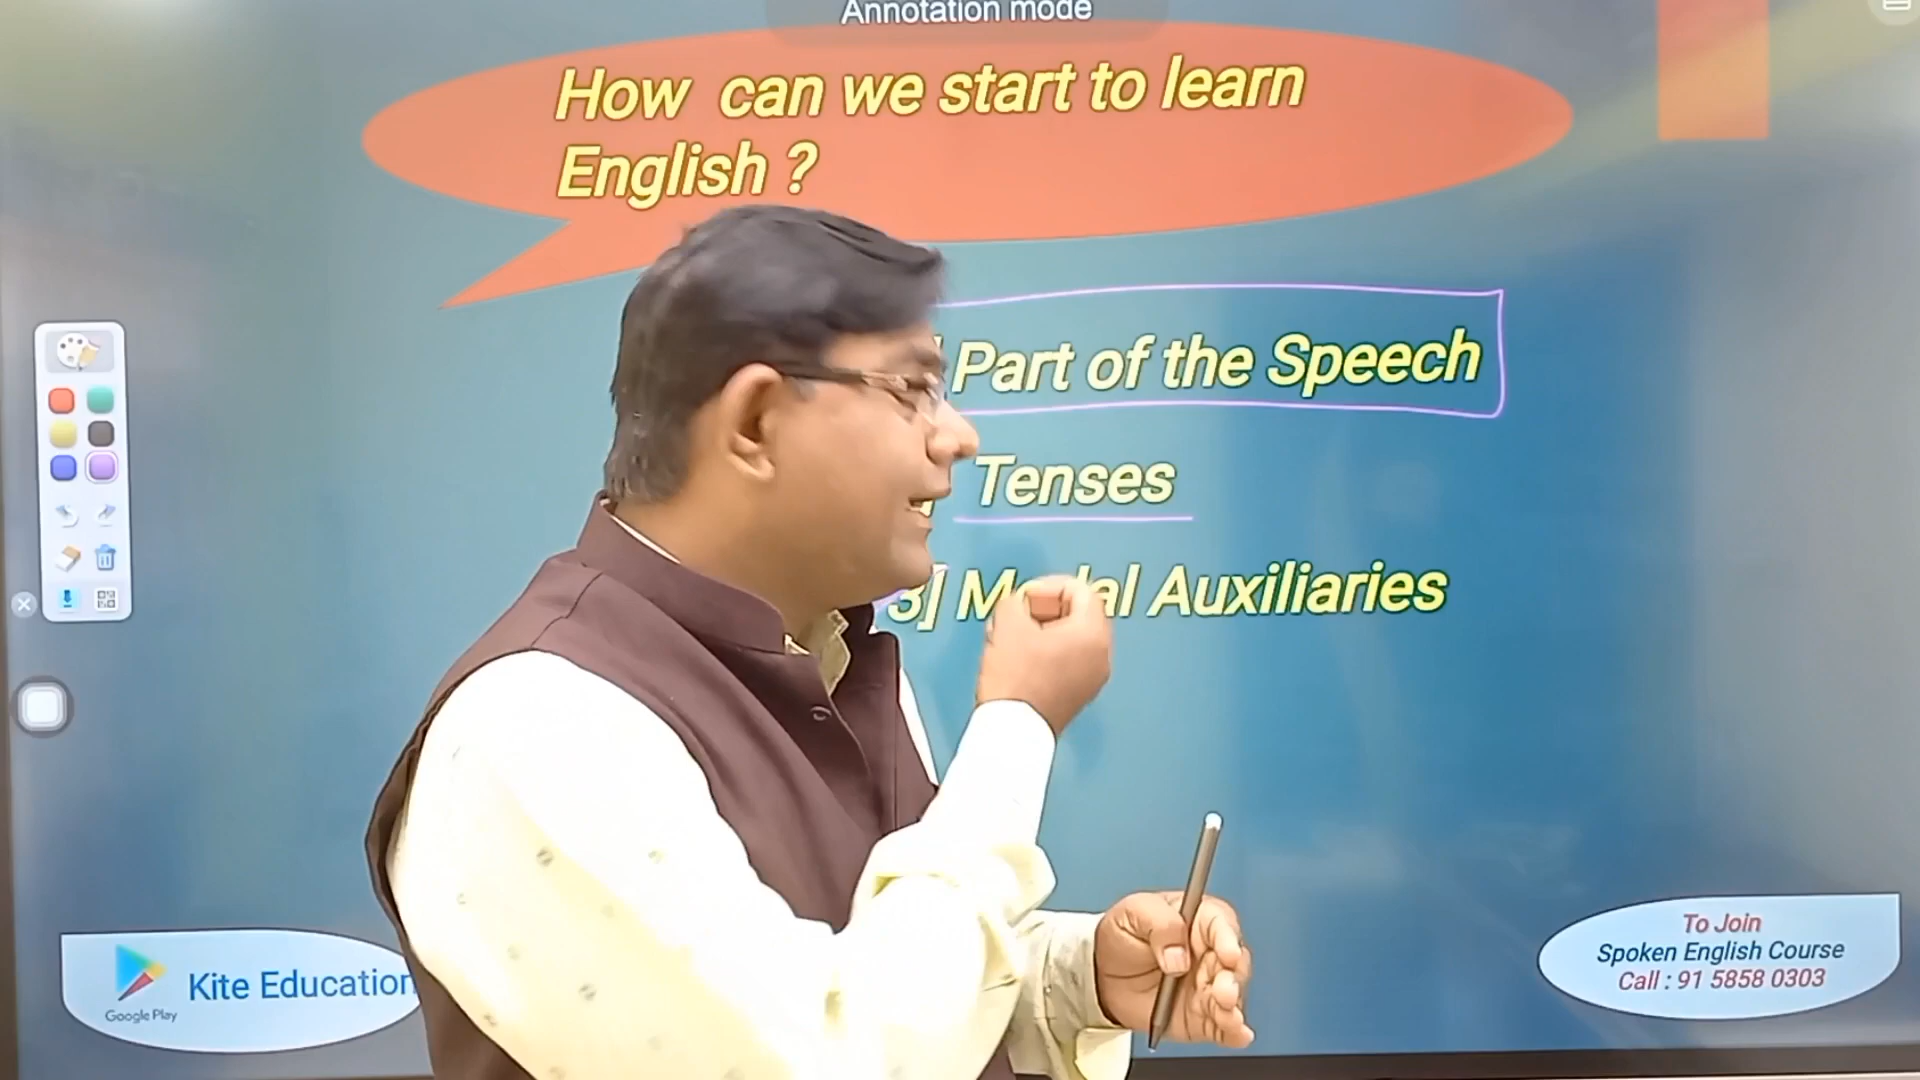 Annotation mode
How can we start to learn
English ?
Part of the Speech
Tenses
3] Modal Auxiliaries
Google Play
Kite Education
To Join
Spoken English Course
Call : 91 5858 0303